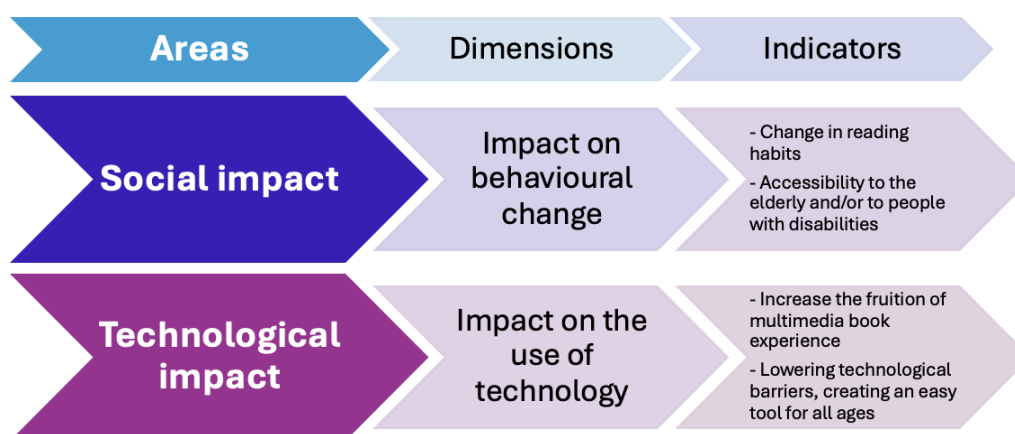 Areas
Dimensions
Indicators
Social impact
Impact on
behavioural
change
- Change in reading
habits
- Accessibility to the
elderly and/or to people
with disabilities
Technological
impact
Impact on the
use of
technology
- Increase the fruition of
multimedia book
experience
- Lowering technological
barriers, creating an easy
tool for all ages